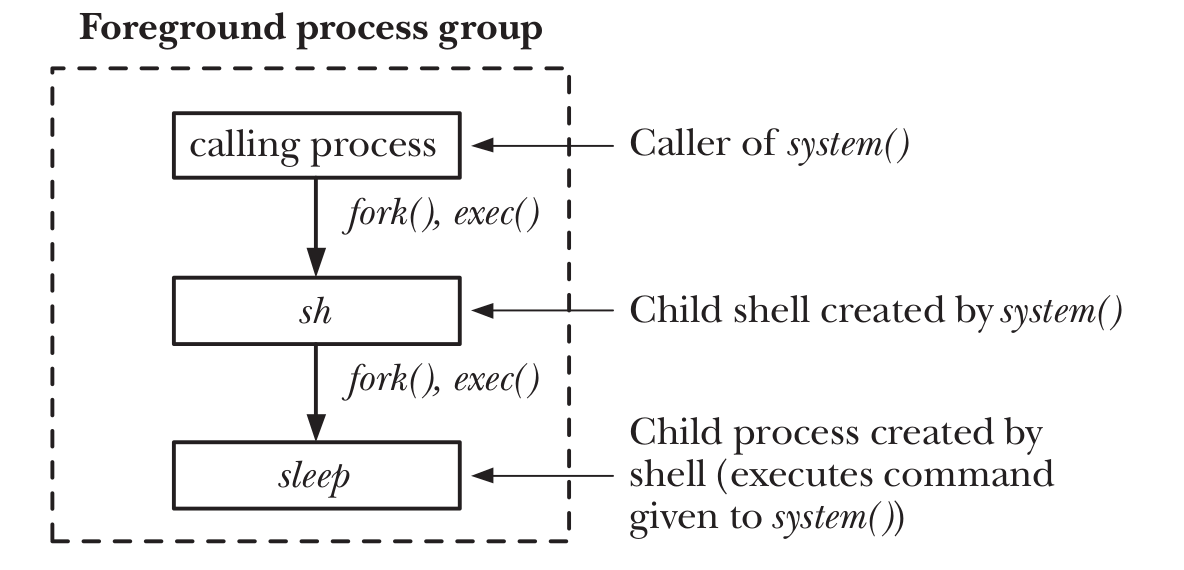 Foreground process group
calling process
Caller of system()
fork(), exec()
sh
Child shell created by system()
fork(), exec()
sleep
Child process created by
shell (executes command
given to system())